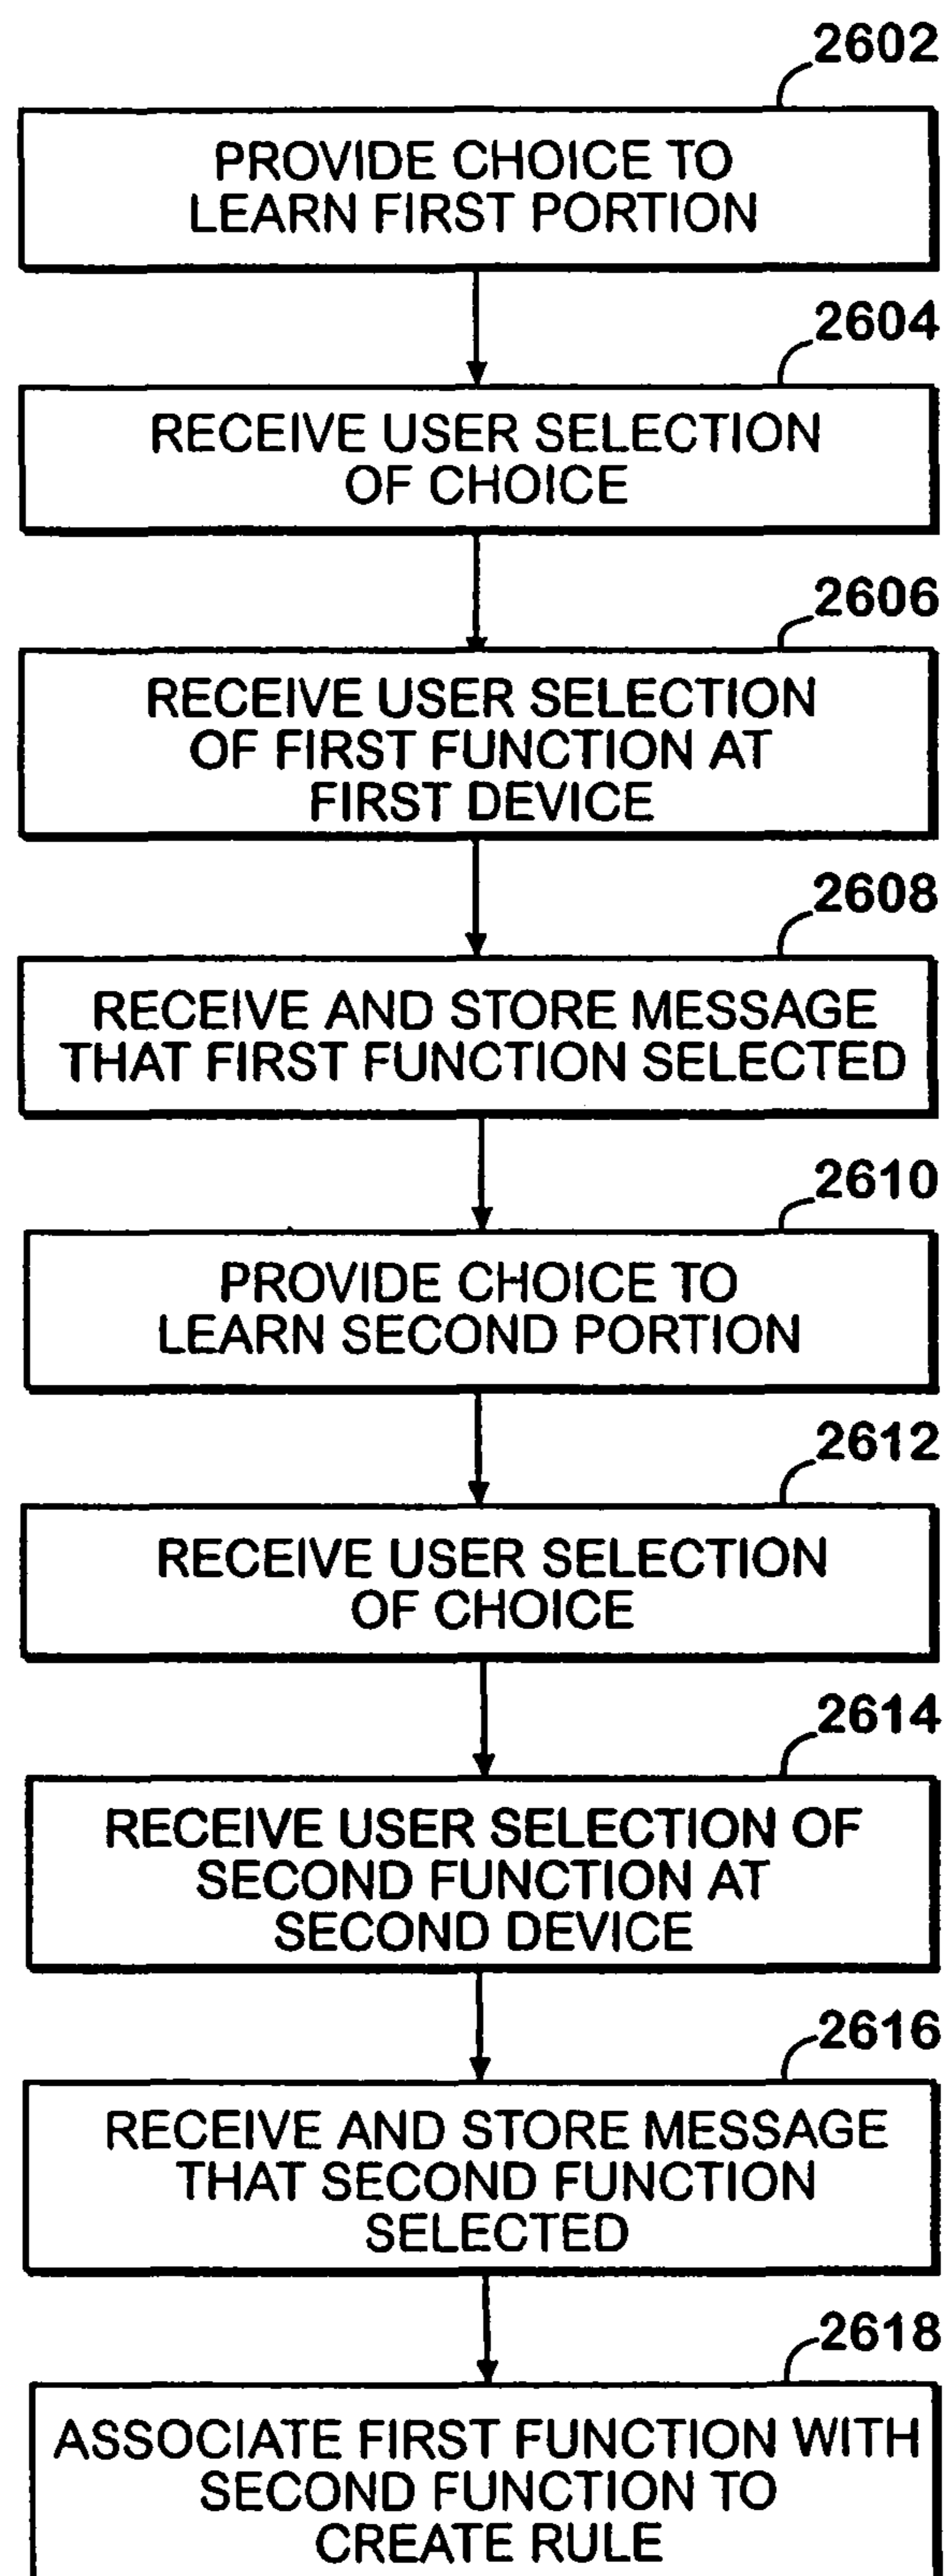 2602
PROVIDE CHOICE TO
LEARN FIRST PORTION
2604
RECEIVE USER SELECTION
OF CHOICE
2606
RECEIVE USER SELECTION
OF FIRST FUNCTION AT
FIRST DEVICE
2608
RECEIVE AND STORE MESSAGE
THAT FIRST FUNCTION SELECTED
2610
PROVIDE CHOICE TO
LEARN SECOND PORTION
2612
RECEIVE USER SELECTION
OF CHOICE
2614
RECEIVE USER SELECTION OF
SECOND FUNCTION AT
SECOND DEVICE
2616
RECEIVE AND STORE MESSAGE
THAT SECOND FUNCTION
SELECTED
2618
ASSOCIATE FIRST FUNCTION WITH
SECOND FUNCTION TO
CREATE RULE